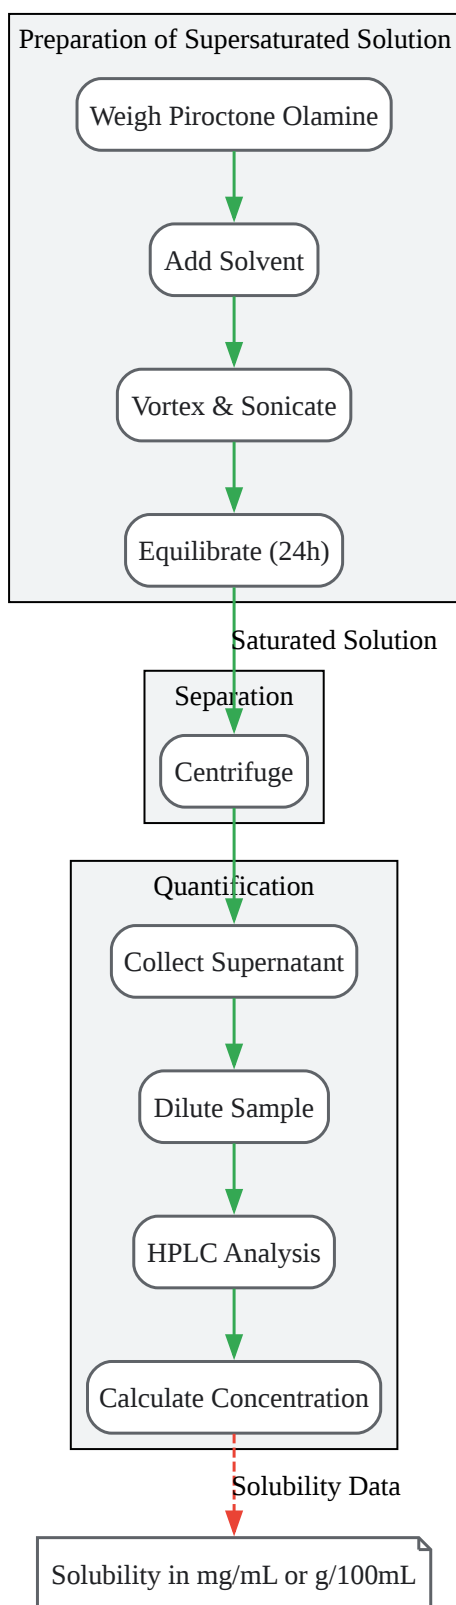 Preparation of Supersaturated Solution
Weigh Piroctone Olamine
Add Solvent
Vortex & Sonicate
Equilibrate (24h)
Saturated Solution
Separation
Centrifuge
Quantification
Collect Supernatant
Dilute Sample
HPLC Analysis
Calculate Concentration
Solubility Data
Solubility in mg/mL or g/100mL